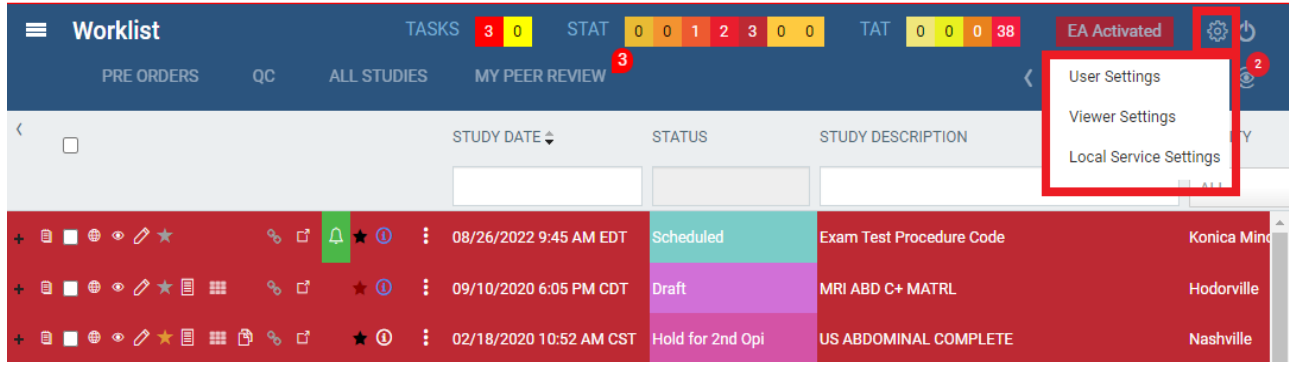 Worklist TASKS 3 0 STAT 0 0 1 2 3 0 0 TAT 0 0 0 38 EA Activated
PRE ORDERS QC ALL STUDIES MY PEER REVIEW 3 2
User Settings
Viewer Settings
Local Service Settings
STUDY DATE STATUS STUDY DESCRIPTION
08/26/2022 9:45 AM EDT Scheduled Exam Test Procedure Code Konica Mino
09/10/2020 6:05 PM CDT Draft MRI ABD C+ MATRL Hodorville
02/18/2020 10:52 AM CST Hold for 2nd Opi US ABDOMINAL COMPLETE Nashville